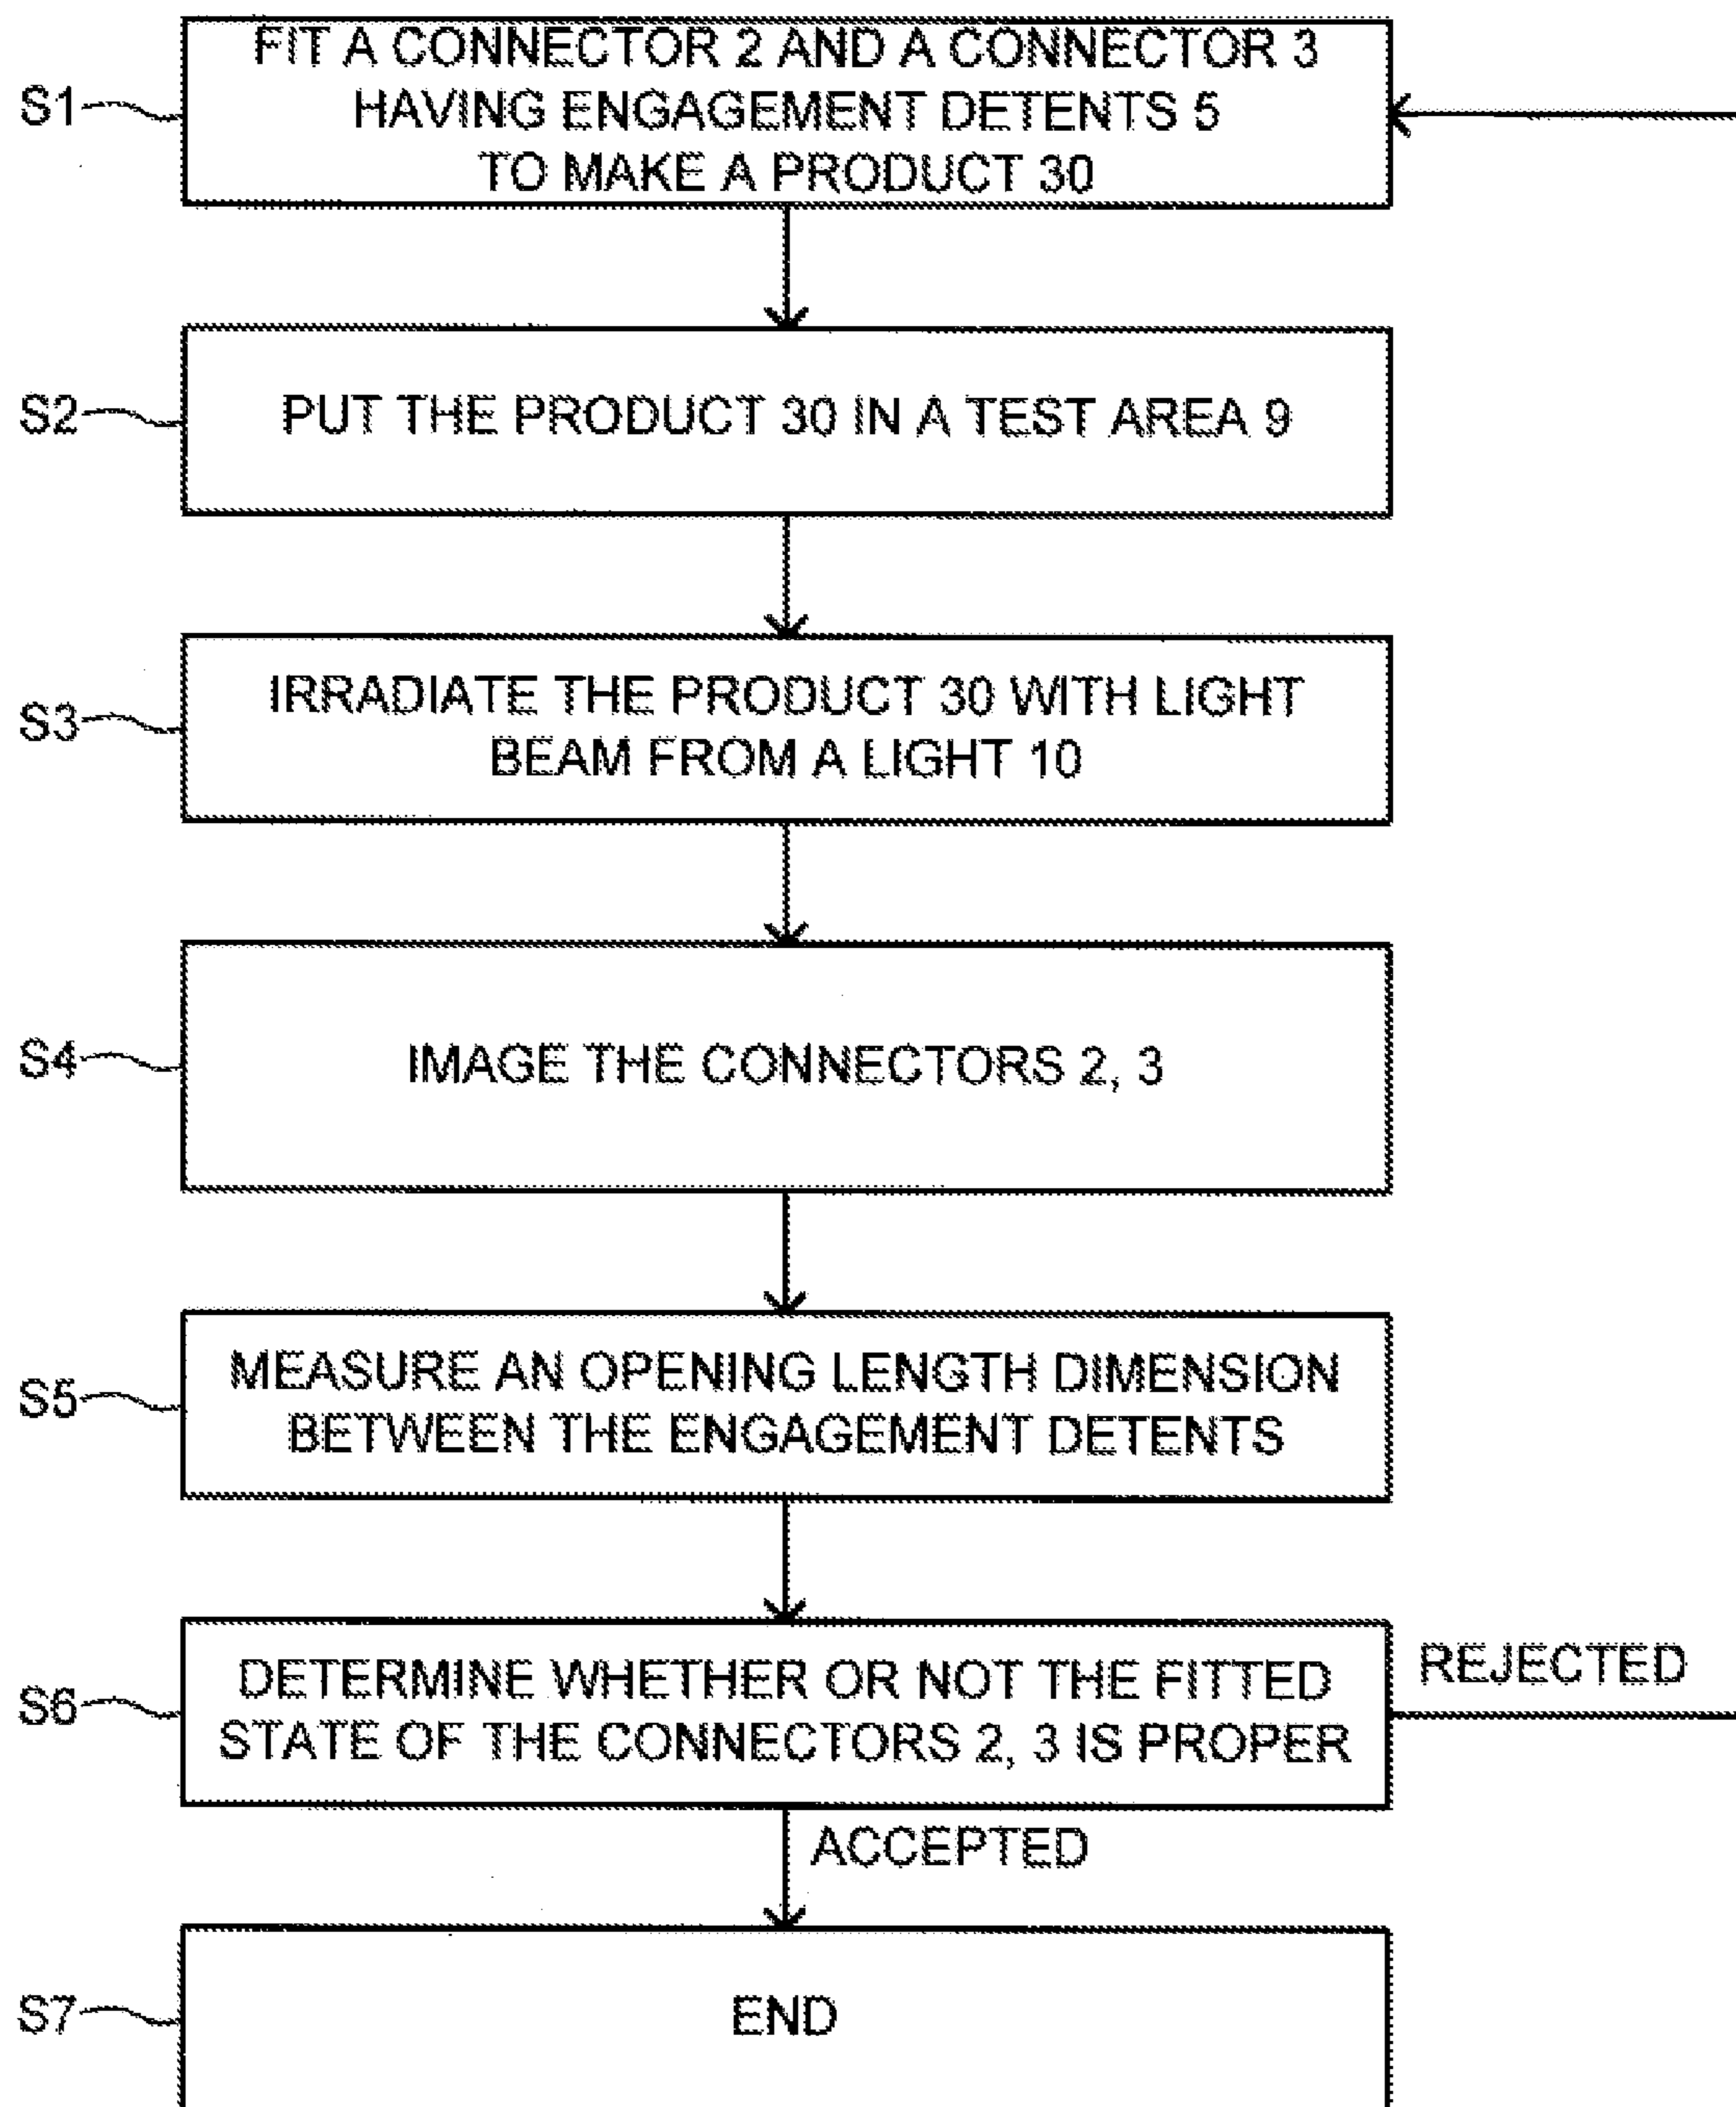 S1
FIT A CONNECTOR 2 AND A CONNECTOR 3
HAVING ENGAGEMENT DETENTS 5
TO MAKE A PRODUCT 30
S2
PUT THE PRODUCT 30 IN A TEST AREA 9
S3
IRRADIATE THE PRODUCT 30 WITH LIGHT
BEAM FROM A LIGHT 10
S4
IMAGE THE CONNECTORS 2, 3
S5
MEASURE AN OPENING LENGTH DIMENSION
BETWEEN THE ENGAGEMENT DETENTS
S6
DETERMINE WHETHER OR NOT THE FITTED
STATE OF THE CONNECTORS 2, 3 IS PROPER
REJECTED
ACCEPTED
S7
END